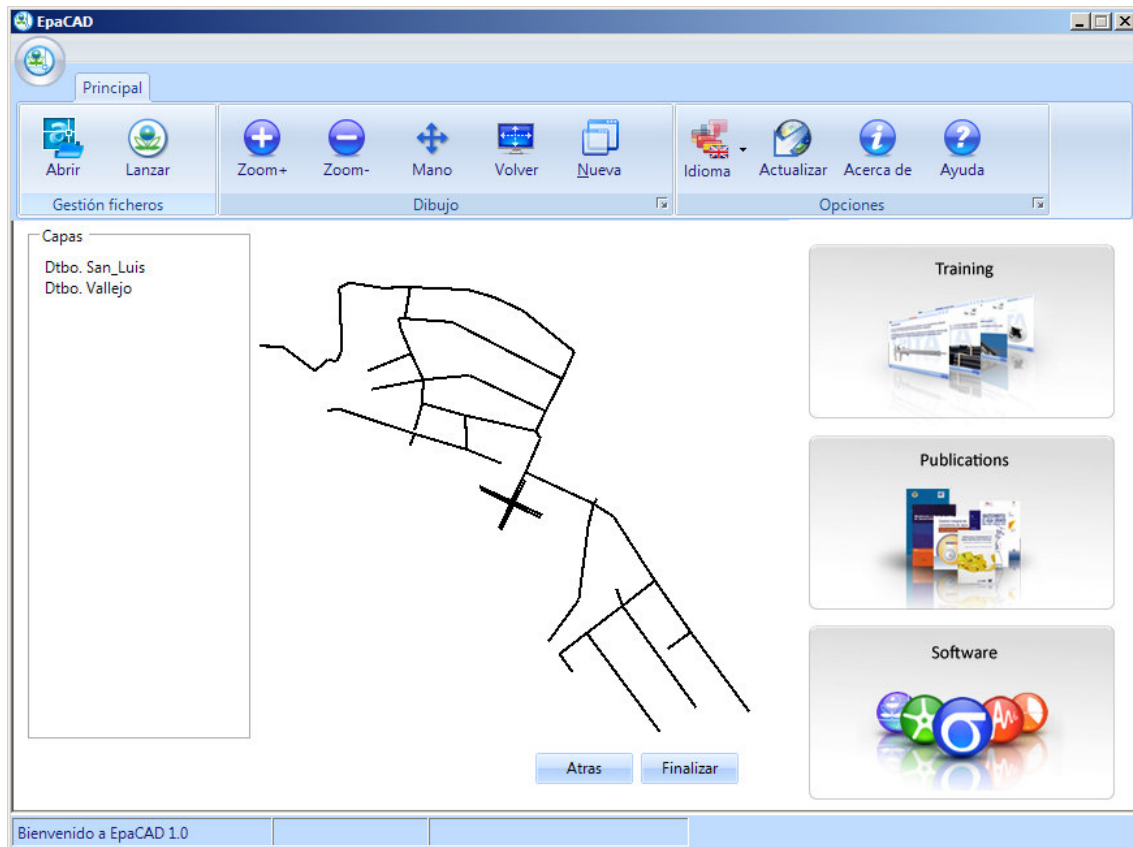 EpaCAD
Principal
Abrir
Lanzar
Zoom+
Zoom-
Mano
Volver
Nueva
Idioma
Actualizar
Acerca de
Ayuda
Gestión ficheros
Dibujo
Opciones
Capas
Dtbo. San_Luis
Dtbo. Vallejo
Training
Publications
Software
Atras
Finalizar
Bienvenido a EpaCAD 1.0